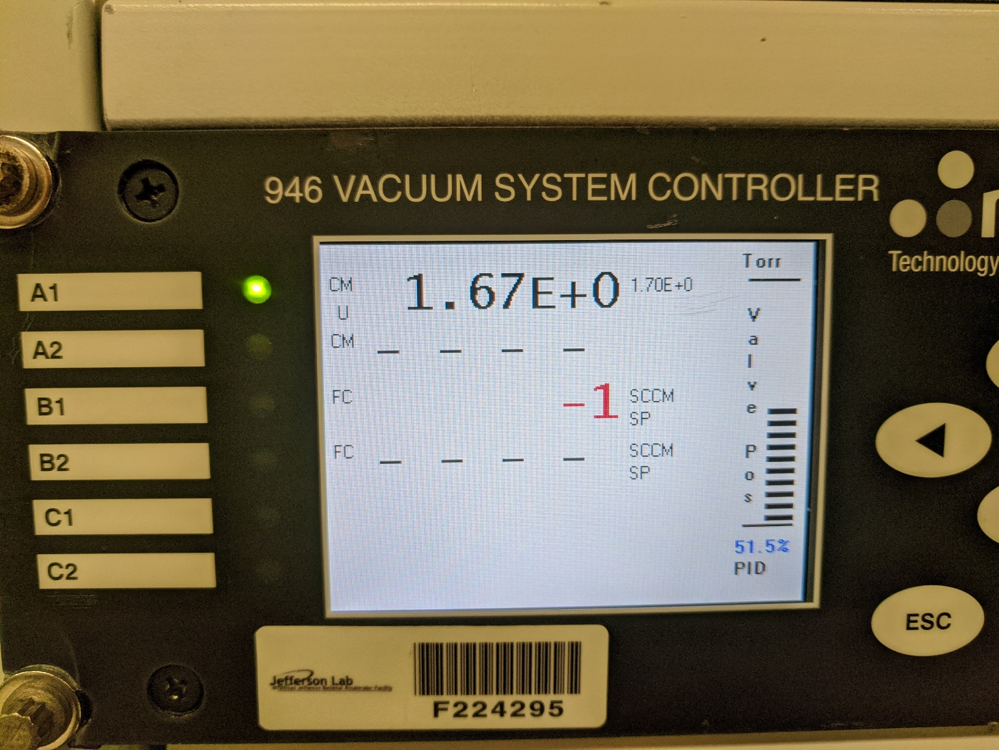 946 VACUUM SYSTEM CONTROLLER
Technology
A1
A2
B1
B2
C1
C2
Torr
CM 1.67E+0 1.70E+0
U
CM _ _ _ _
FC -1 SCCM
SP
FC _ _ _ _ SCCM
SP
Valve Pos
51.5%
PID
ESC
Jefferson Lab
F224295